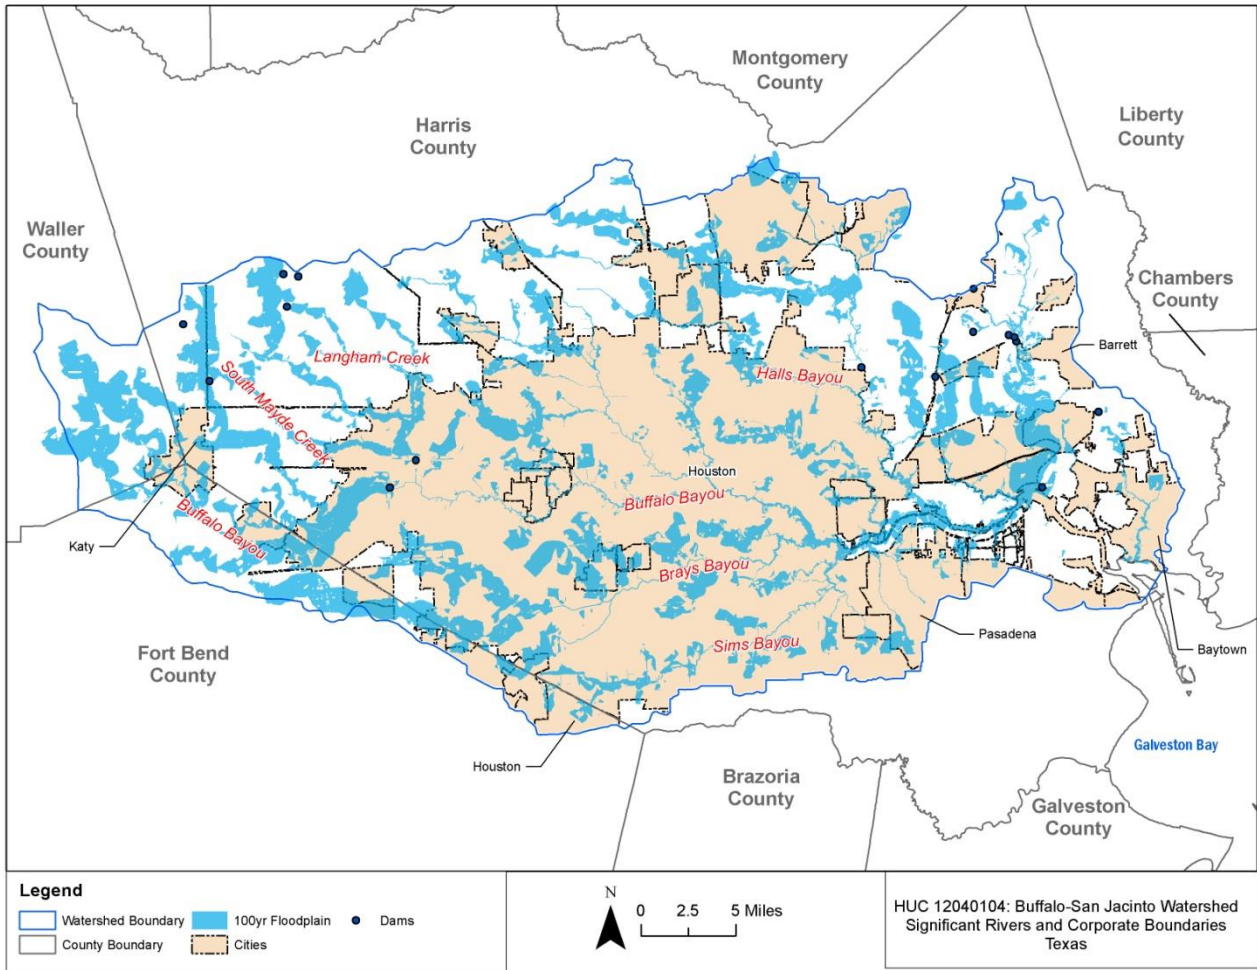 Montgomery
County
Liberty
County
Harris
County
Waller
County
Chambers
County
Barrett
Langham Creek
Halls Bayou
South Mayde Creek
Houston
Buffalo Bayou
Buffalo Bayou
Katy
Brays Bayou
Sims Bayou
Pasadena
Baytown
Fort Bend
County
Houston
Galveston Bay
Brazoria
County
Galveston
County
Legend
Watershed Boundary
100yr Floodplain
Dams
County Boundary
Cities
N
0 2.5 5 Miles
HUC 12040104: Buffalo-San Jacinto Watershed
Significant Rivers and Corporate Boundaries
Texas